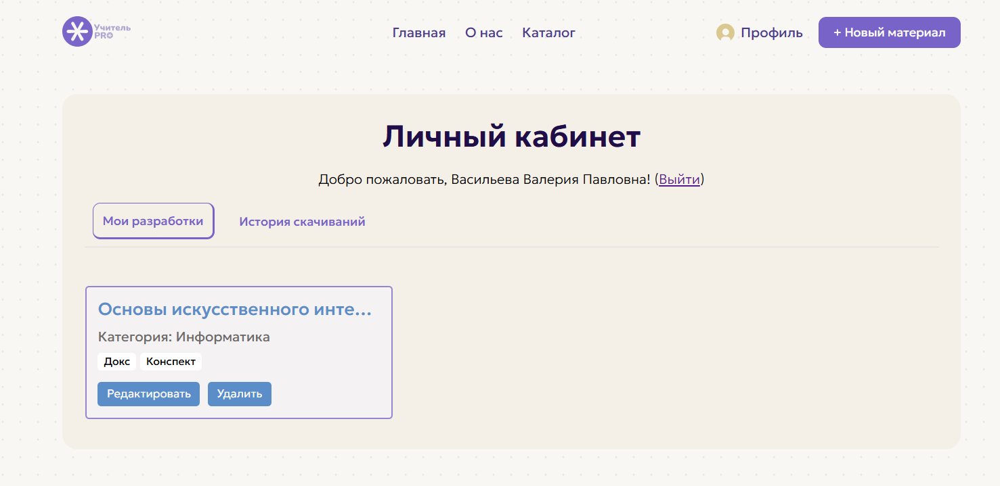 Учитель
PRO
Главная О нас Каталог
Профиль
+ Новый материал
Личный кабинет
Добро пожаловать, Васильева Валерия Павловна! (Выйти)
Мои разработки История скачиваний
Основы искусственного инте...
Категория: Информатика
Докс Конспект
Редактировать Удалить